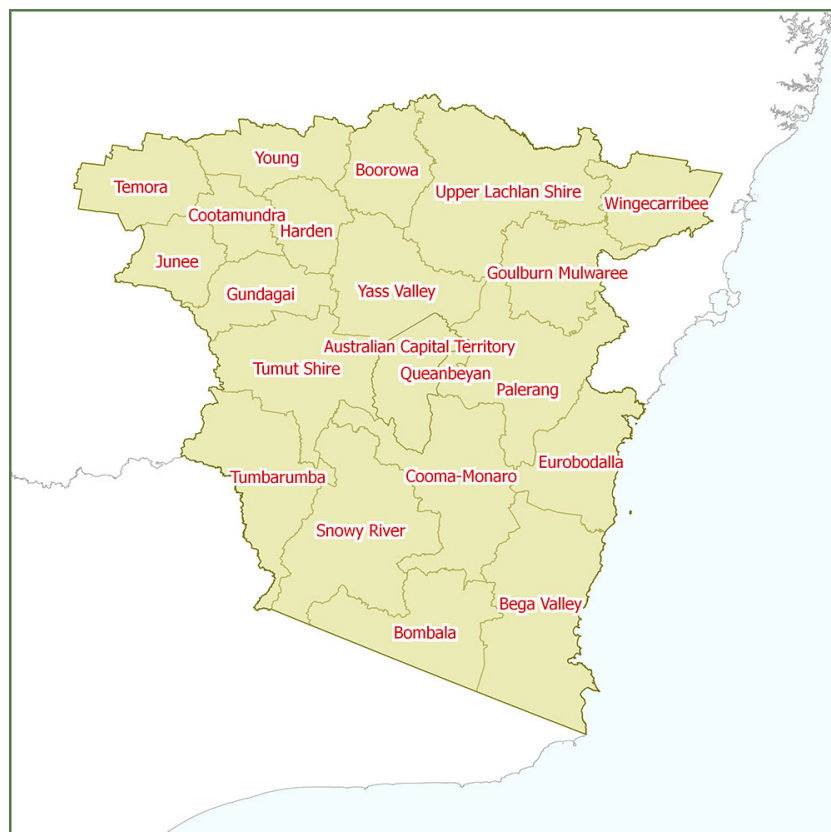 Young
Boorowa
Temora
Upper Lachlan Shire
Wingecarribee
Cootamundra
Harden
Junee
Goulburn Mulwaree
Gundagai
Yass Valley
Australian Capital Territory
Tumut Shire
Queanbeyan
Palerang
Eurobodalla
Tumbarumba
Cooma-Monaro
Snowy River
Bega Valley
Bombala